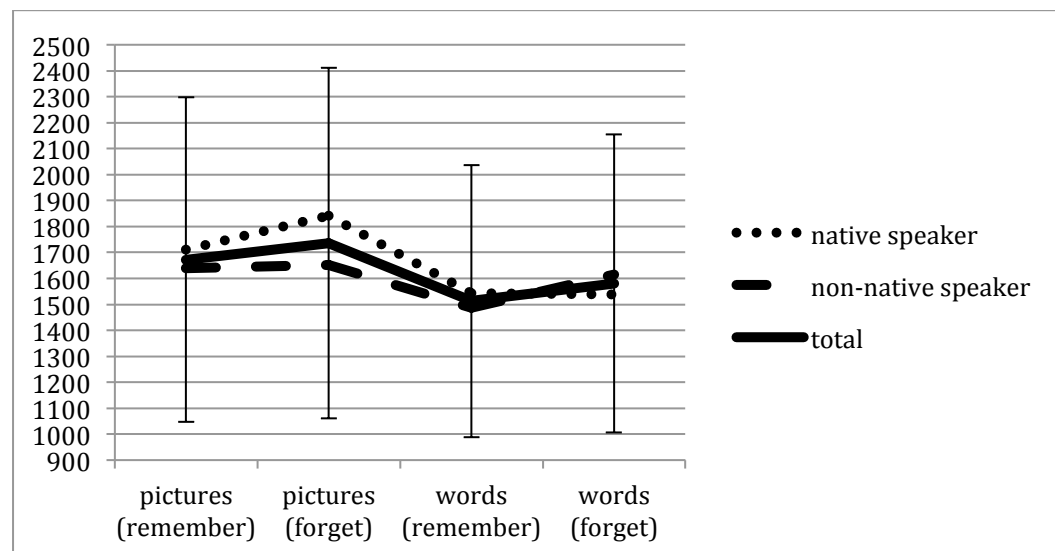 2500
2400
2300
2200
2100
2000
1900
1800
1700
1600
1500
1400
1300
1200
1100
1000
900
pictures
(remember)
pictures
(forget)
words
(remember)
words
(forget)
native speaker
non-native speaker
total